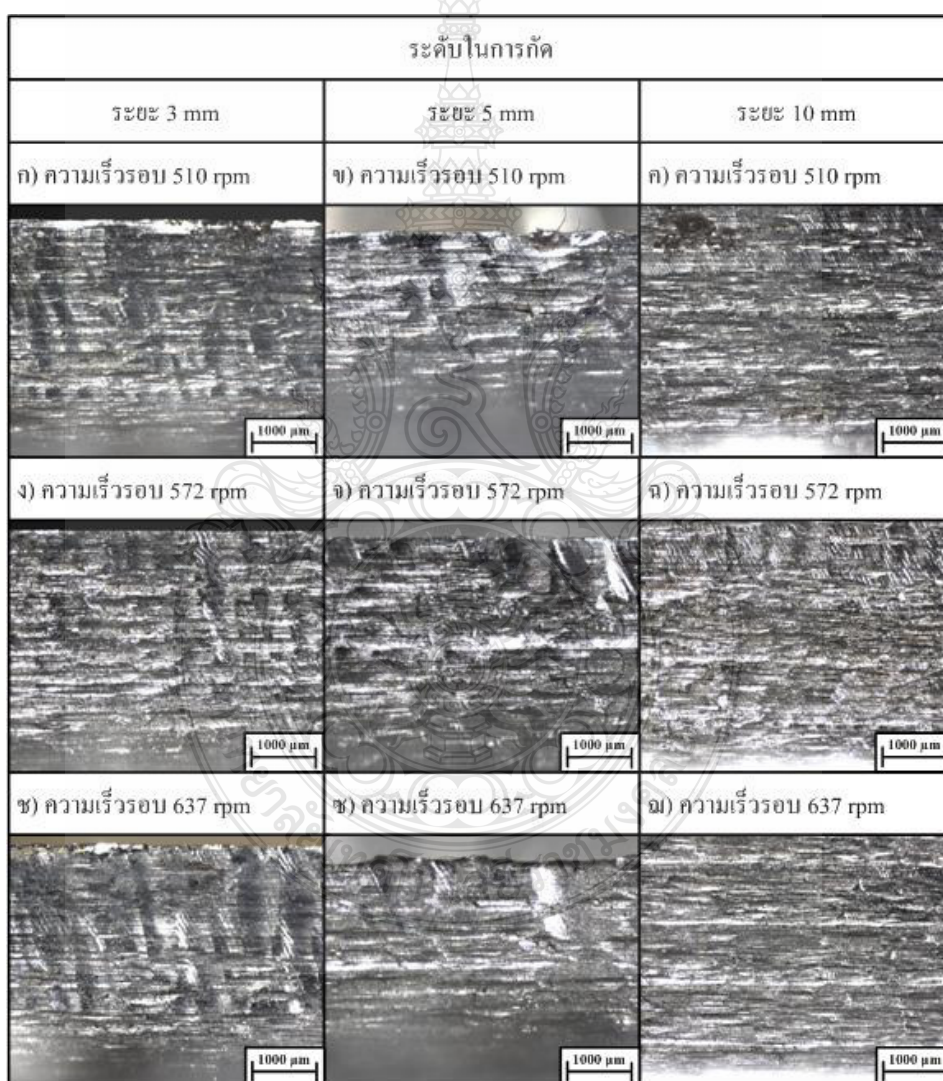 ระดับในการกัด
ระยะ 3 mm ระยะ 5 mm ระยะ 10 mm
ก) ความเร็วรอบ 510 rpm ข) ความเร็วรอบ 510 rpm ค) ความเร็วรอบ 510 rpm
1000 µm 1000 µm 1000 µm
ง) ความเร็วรอบ 572 rpm จ) ความเร็วรอบ 572 rpm ฉ) ความเร็วรอบ 572 rpm
1000 µm 1000 µm 1000 µm
ช) ความเร็วรอบ 637 rpm ซ) ความเร็วรอบ 637 rpm ฌ) ความเร็วรอบ 637 rpm
1000 µm 1000 µm 1000 µm